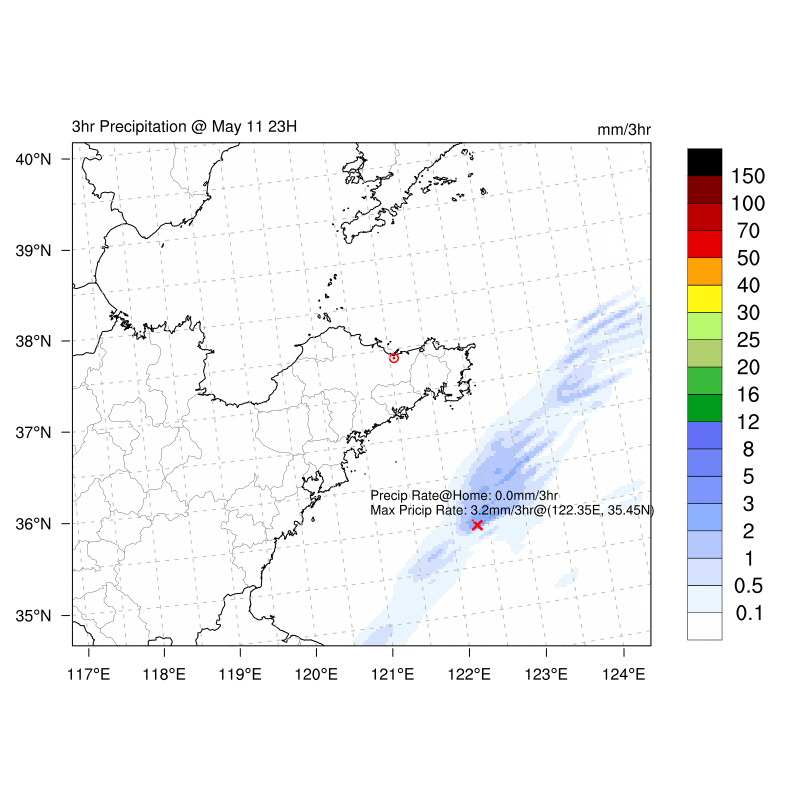 3hr Precipitation @ May 11 23H
mm/3hr
40°N
39°N
38°N
37°N
36°N
35°N
117°E
118°E
119°E
120°E
121°E
122°E
123°E
124°E
Precip Rate@Home: 0.0mm/3hr
Max Pricip Rate: 3.2mm/3hr@(122.35E, 35.45N)
150
100
70
50
40
30
25
20
16
12
8
5
3
2
1
0.5
0.1